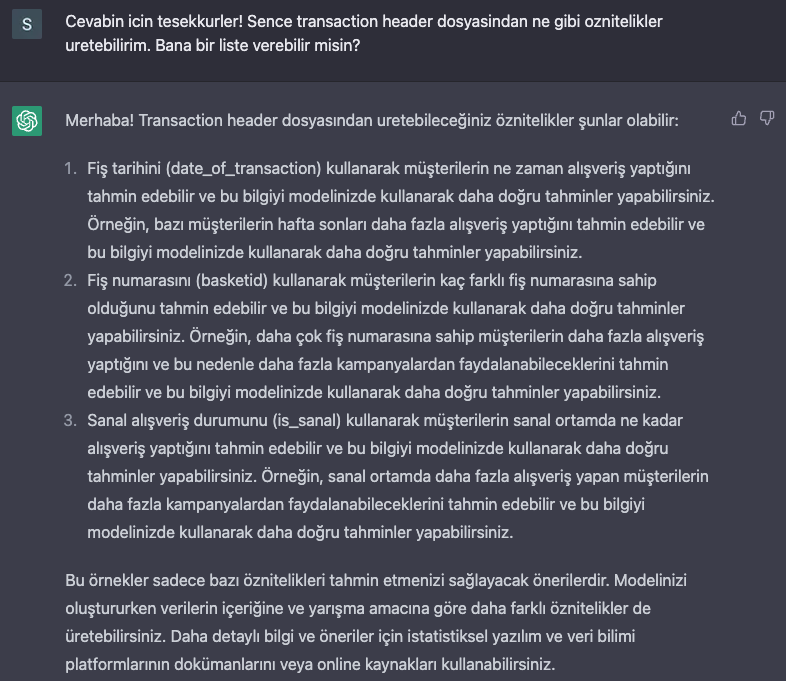 S
Cevabin icin tesekkurler! Sence transaction header dosyasindan ne gibi oznitelikler
uretebilirim. Bana bir liste verebilir misin?
Merhaba! Transaction header dosyasından uretebileceğiniz öznitelikler şunlar olabilir:
1. Fiş tarihini (date_of_transaction) kullanarak müşterilerin ne zaman alışveriş yaptığını
tahmin edebilir ve bu bilgiyi modelinizde kullanarak daha doğru tahminler yapabilirsiniz.
Örneğin, bazı müşterilerin hafta sonları daha fazla alışveriş yaptığını tahmin edebilir ve
bu bilgiyi modelinizde kullanarak daha doğru tahminler yapabilirsiniz.
2. Fiş numarasını (basketid) kullanarak müşterilerin kaç farklı fiş numarasına sahip
olduğunu tahmin edebilir ve bu bilgiyi modelinizde kullanarak daha doğru tahminler
yapabilirsiniz. Örneğin, daha çok fiş numarasına sahip müşterilerin daha fazla alışveriş
yaptığını ve bu nedenle daha fazla kampanyalardan faydalanabileceklerini tahmin
edebilir ve bu bilgiyi modelinizde kullanarak daha doğru tahminler yapabilirsiniz.
3. Sanal alışveriş durumunu (is_sanal) kullanarak müşterilerin sanal ortamda ne kadar
alışveriş yaptığını tahmin edebilir ve bu bilgiyi modelinizde kullanarak daha doğru
tahminler yapabilirsiniz. Örneğin, sanal ortamda daha fazla alışveriş yapan müşterilerin
daha fazla kampanyalardan faydalanabileceklerini tahmin edebilir ve bu bilgiyi
modelinizde kullanarak daha doğru tahminler yapabilirsiniz.
Bu örnekler sadece bazı öznitelikleri tahmin etmenizi sağlayacak önerilerdir. Modelinizi
oluştururken verilerin içeriğine ve yarışma amacına göre daha farklı öznitelikler de
üretebilirsiniz. Daha detaylı bilgi ve öneriler için istatistiksel yazılım ve veri bilimi
platformlarının dokümanlarını veya online kaynakları kullanabilirsiniz.